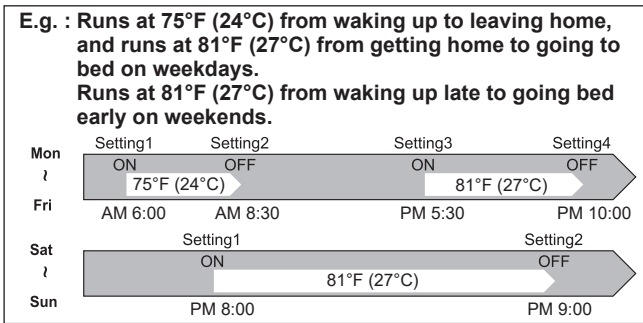 E.g. : Runs at 75°F (24°C) from waking up to leaving home,
and runs at 81°F (27°C) from getting home to going to
bed on weekdays.
Runs at 81°F (27°C) from waking up late to going bed
early on weekends.
Mon
~
Fri
Setting1 Setting2 Setting3 Setting4
ON OFF ON OFF
75°F (24°C) 81°F (27°C)
AM 6:00 AM 8:30 PM 5:30 PM 10:00
Sat
~
Sun
Setting1 Setting2
ON OFF
81°F (27°C)
PM 8:00 PM 9:00